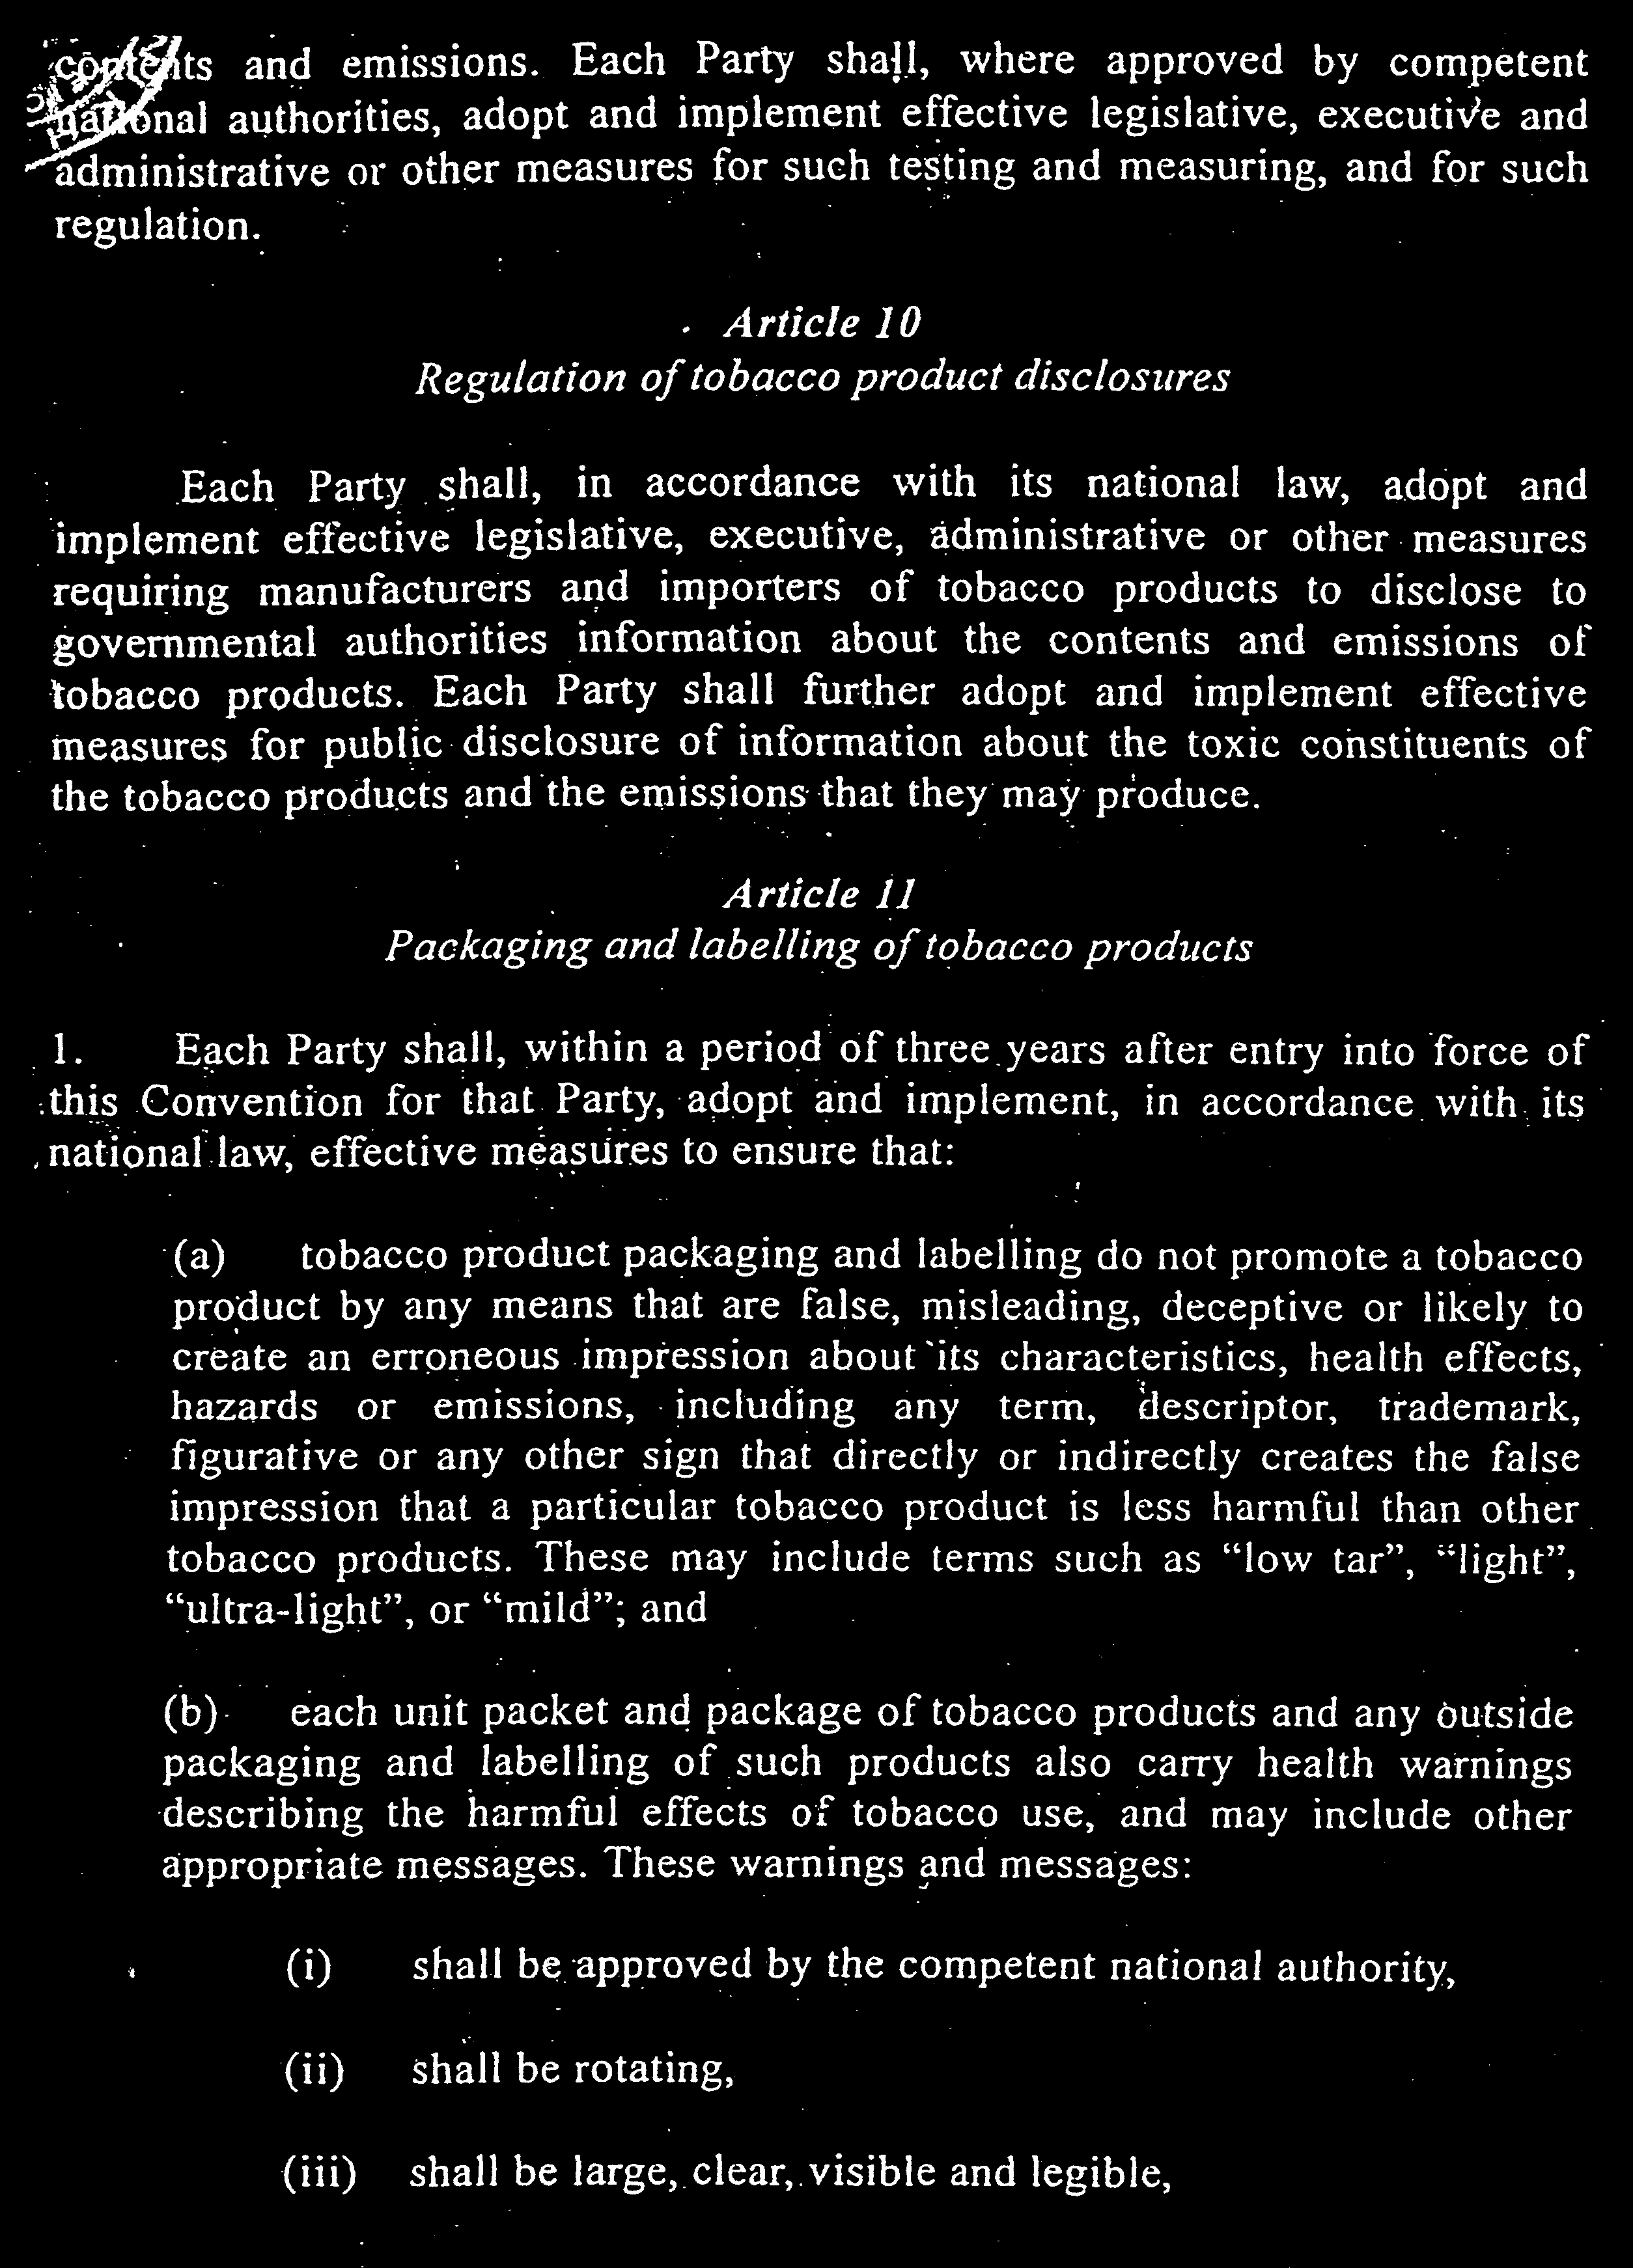 contents and emissions. Each Party shall, where approved by competent
national authorities, adopt and implement effective legislative, executive and
administrative or other measures for such testing and measuring, and for such
regulation.
Article 10
Regulation of tobacco product disclosures
Each Party shall, in accordance with its national law, adopt and
implement effective legislative, executive, administrative or other measures
requiring manufacturers and importers of tobacco products to disclose to
governmental authorities information about the contents and emissions of
tobacco products. Each Party shall further adopt and implement effective
measures for public disclosure of information about the toxic constituents of
the tobacco products and the emissions that they may produce.
Article 11
Packaging and labelling of tobacco products
1. Each Party shall, within a period of three years after entry into force of
this Convention for that Party, adopt and implement, in accordance with its
national law, effective measures to ensure that:
(a) tobacco product packaging and labelling do not promote a tobacco
product by any means that are false, misleading, deceptive or likely to
create an erroneous impression about its characteristics, health effects,
hazards or emissions, including any term, descriptor, trademark,
figurative or any other sign that directly or indirectly creates the false
impression that a particular tobacco product is less harmful than other
tobacco products. These may include terms such as “low tar”, “light”,
“ultra-light”, or “mild”; and
(b) each unit packet and package of tobacco products and any outside
packaging and labelling of such products also carry health warnings
describing the harmful effects of tobacco use, and may include other
appropriate messages. These warnings and messages:
(i) shall be approved by the competent national authority,
(ii) shall be rotating,
(iii) shall be large, clear, visible and legible,